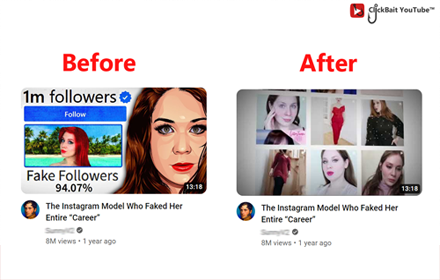 ClickBait YouTube™
Before
After
1m followers
Follow
Fake Followers
94.07%
13:18
13:18
The Instagram Model Who Faked Her
Entire “Career”
8M views • 1 year ago
The Instagram Model Who Faked Her
Entire “Career”
8M views • 1 year ago